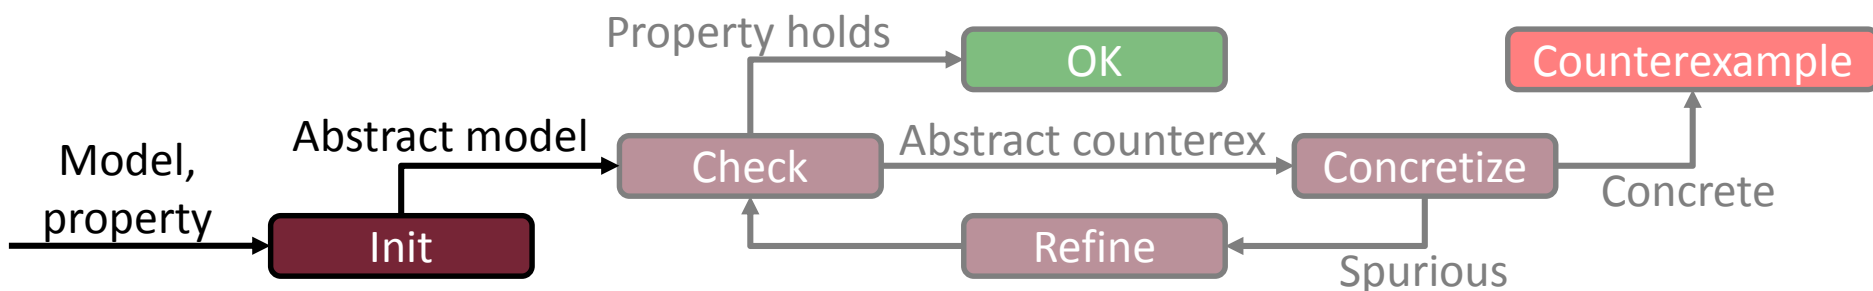 Property holds
OK
Counterexample
Model,
property
Abstract model
Check
Abstract counterex
Concretize
Concrete
Init
Refine
Spurious